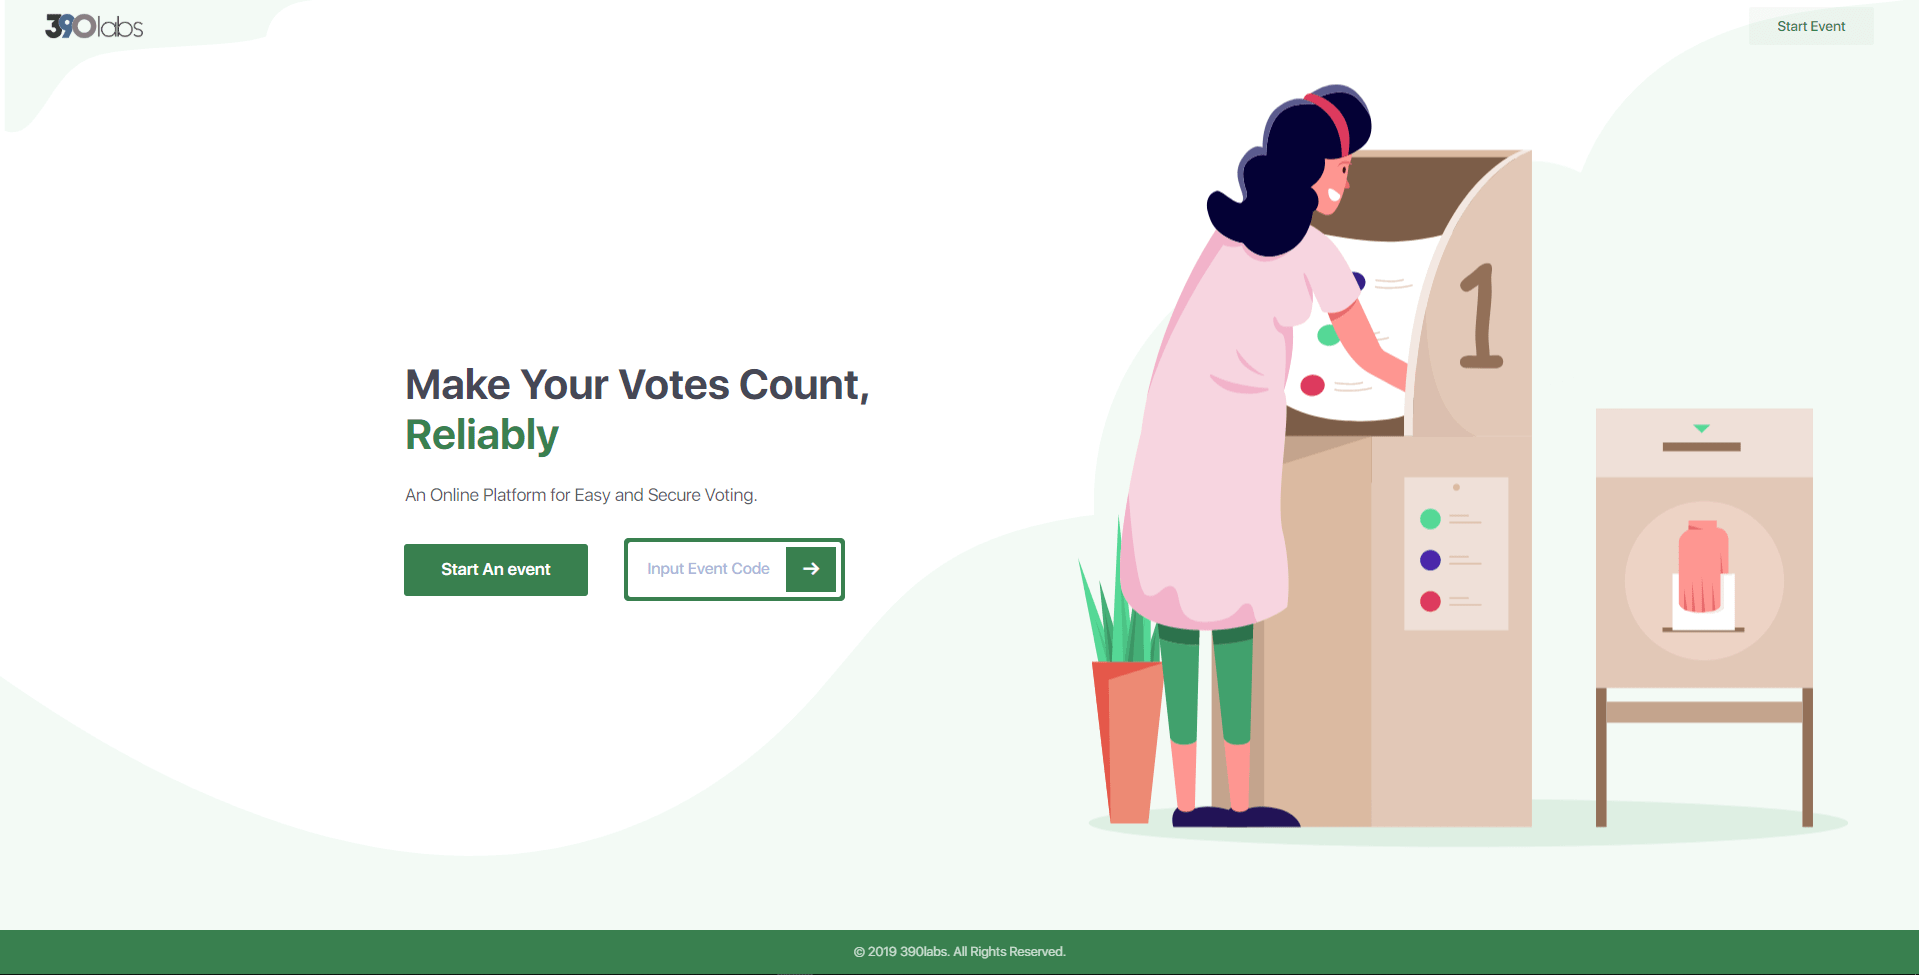 390labs
Start Event
1
Make Your Votes Count,
Reliably
An Online Platform for Easy and Secure Voting.
Start An event
Input Event Code
© 2019 390labs. All Rights Reserved.